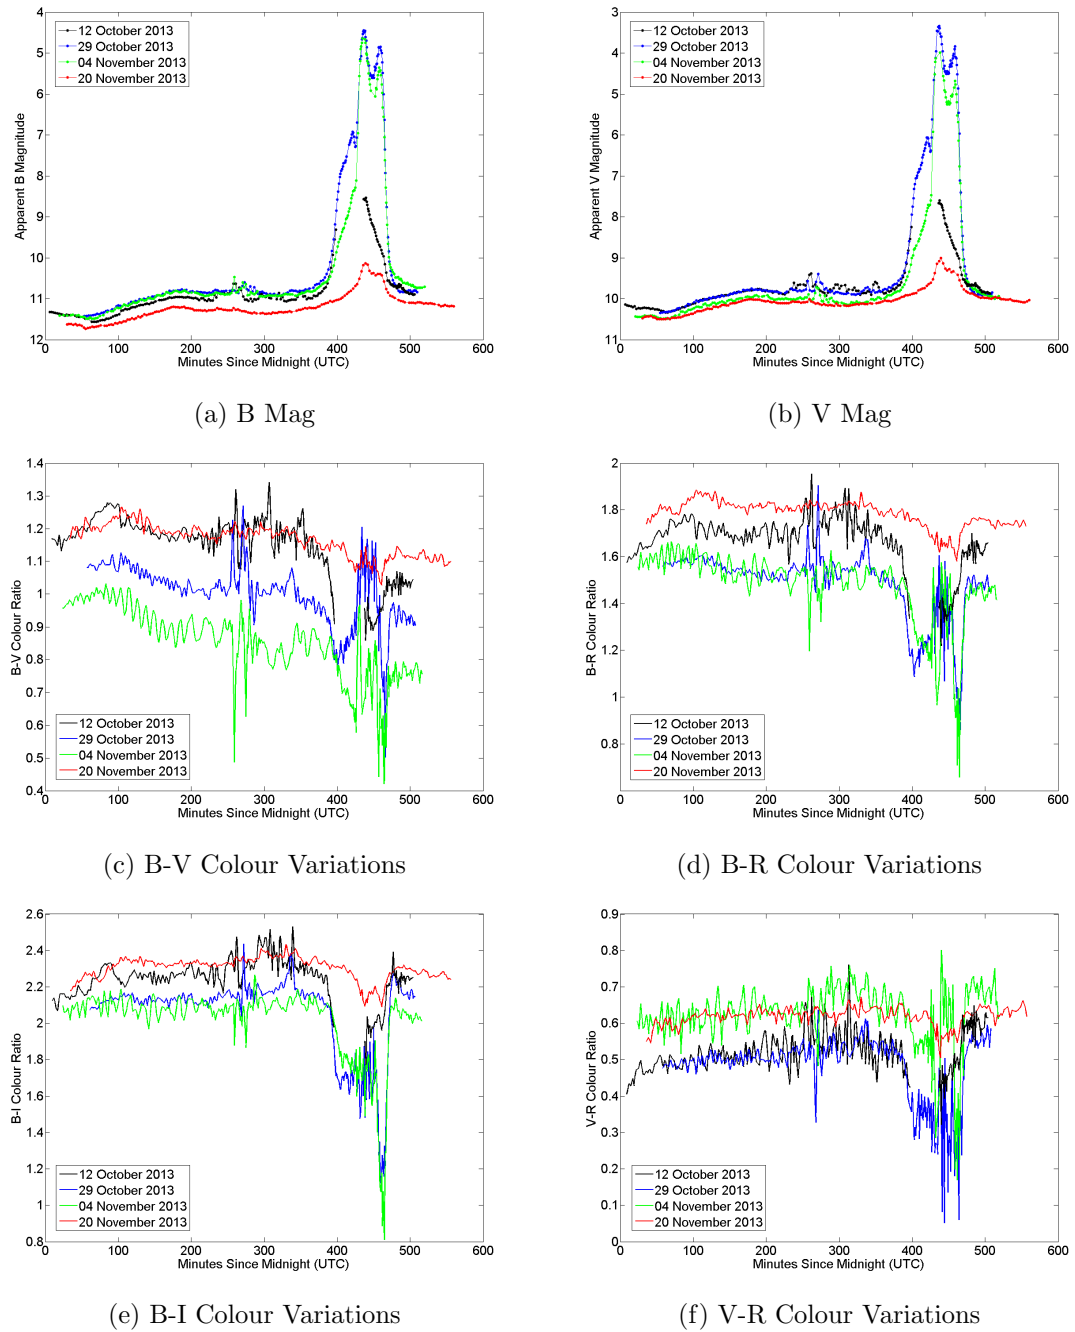 4
5
6
7
8
9
10
11
12
Apparent B Magnitude
12 October 2013
29 October 2013
04 November 2013
20 November 2013
0 100 200 300 400 500 600
Minutes Since Midnight (UTC)
(a) B Mag
3
4
5
6
7
8
9
10
11
Apparent V Magnitude
12 October 2013
29 October 2013
04 November 2013
20 November 2013
0 100 200 300 400 500 600
Minutes Since Midnight (UTC)
(b) V Mag
1.4
1.3
1.2
1.1
1
0.9
0.8
0.7
0.6
0.5
0.4
B-V Colour Ratio
12 October 2013
29 October 2013
04 November 2013
20 November 2013
0 100 200 300 400 500 600
Minutes Since Midnight (UTC)
(c) B-V Colour Variations
2
1.8
1.6
1.4
1.2
1
0.8
B-R Colour Ratio
12 October 2013
29 October 2013
04 November 2013
20 November 2013
0 100 200 300 400 500 600
Minutes Since Midnight (UTC)
(d) B-R Colour Variations
2.6
2.4
2.2
2
1.8
1.6
1.4
1.2
1
0.8
B-I Colour Ratio
12 October 2013
29 October 2013
04 November 2013
20 November 2013
0 100 200 300 400 500 600
Minutes Since Midnight (UTC)
(e) B-I Colour Variations
0.9
0.8
0.7
0.6
0.5
0.4
0.3
0.2
0.1
0
V-R Colour Ratio
12 October 2013
29 October 2013
04 November 2013
20 November 2013
0 100 200 300 400 500 600
Minutes Since Midnight (UTC)
(f) V-R Colour Variations